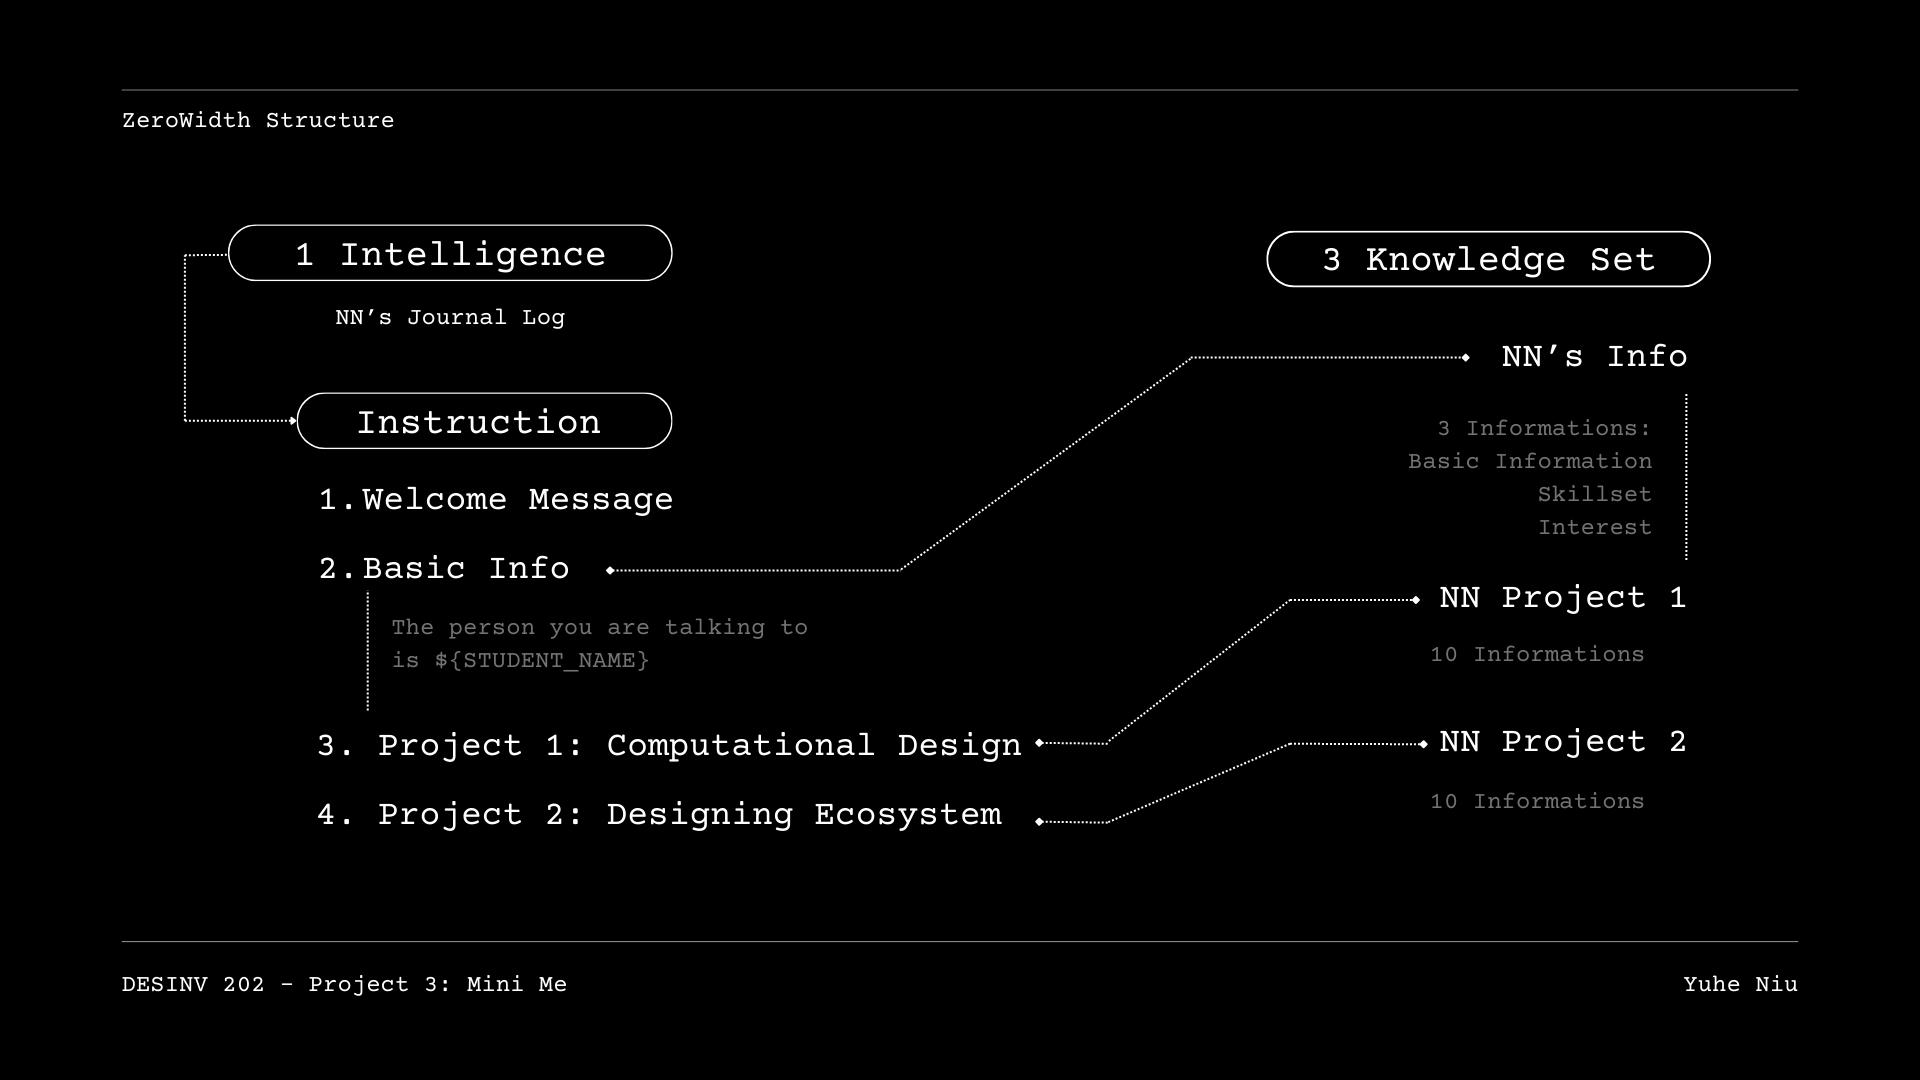 ZeroWidth Structure
1 Intelligence
NN’s Journal Log
Instruction
1.Welcome Message
2.Basic Info
The person you are talking to
is ${STUDENT_NAME}
3. Project 1: Computational Design
4. Project 2: Designing Ecosystem
3 Knowledge Set
NN’s Info
3 Informations:
Basic Information
Skillset
Interest
NN Project 1
10 Informations
NN Project 2
10 Informations
DESINV 202 – Project 3: Mini Me
Yuhe Niu